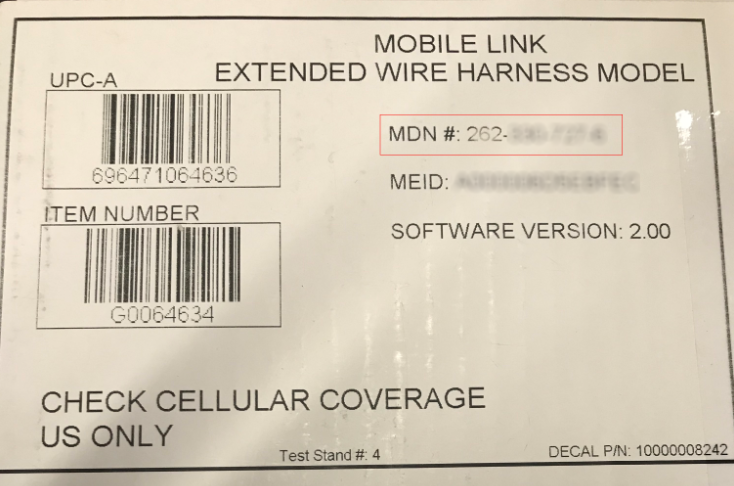 MOBILE LINK
EXTENDED WIRE HARNESS MODEL
UPC-A
696471064636
MDN #: 262-
MEID:
ITEM NUMBER
SOFTWARE VERSION: 2.00
G0064634
CHECK CELLULAR COVERAGE
US ONLY
Test Stand #: 4
DECAL P/N: 10000008242